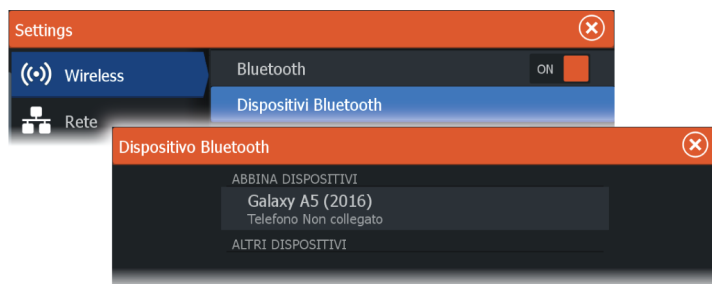 Settings
Wireless
Bluetooth
ON
Dispositivi Bluetooth
Rete
Dispositivo Bluetooth
ABBINA DISPOSITIVI
Galaxy A5 (2016)
Telefono Non collegato
ALTRI DISPOSITIVI